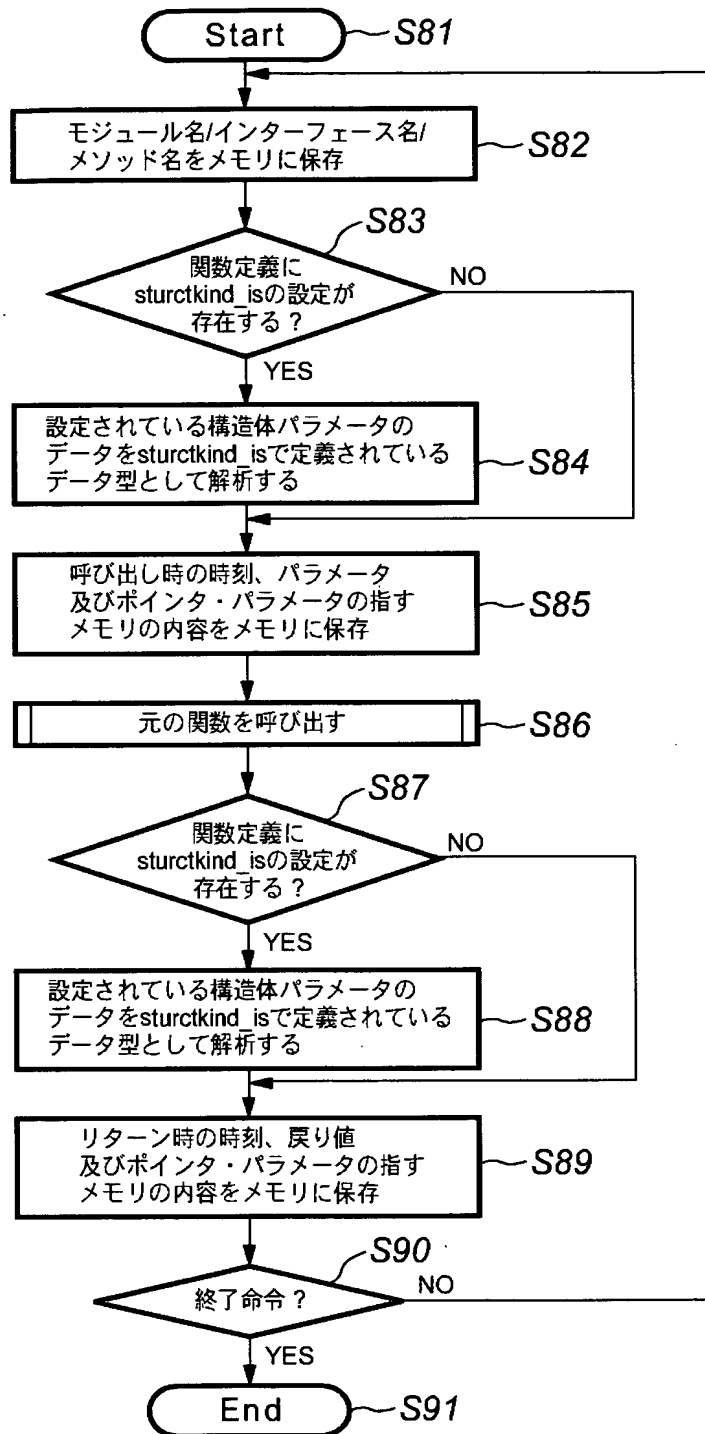 Start
S81
モジュール名/インターフェース名/
メソッド名をメモリに保存
S82
S83
関数定義に
sturctkind_isの設定が
存在する？
NO
YES
設定されている構造体パラメータの
データをsturctkind_isで定義されている
データ型として解析する
S84
呼び出し時の時刻、パラメータ
及びポインタ・パラメータの指す
メモリの内容をメモリに保存
S85
元の関数を呼び出す
S86
S87
関数定義に
sturctkind_isの設定が
存在する？
NO
YES
設定されている構造体パラメータの
データをsturctkind_isで定義されている
データ型として解析する
S88
リターン時の時刻、戻り値
及びポインタ・パラメータの指す
メモリの内容をメモリに保存
S89
S90
終了命令？
NO
YES
End
S91